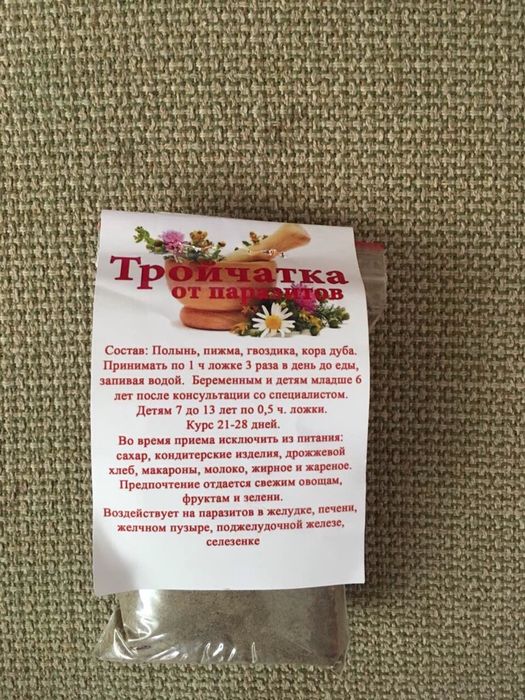 Тройчатка
от паразитов
Состав: Полынь, пижма, гвоздика, кора дуба.
Принимать по 1 ч ложке 3 раза в день до еды,
запивая водой. Беременным и детям младше 6
лет после консультации со специалистом.
Детям 7 до 13 лет по 0,5 ч. ложки.
Курс 21-28 дней.
Во время приема исключить из питания:
сахар, кондитерские изделия, дрожжевой
хлеб, макароны, молоко, жирное и жареное.
Предпочтение отдается свежим овощам,
фруктам и зелени.
Воздействует на паразитов в желудке, печени,
желчном пузыре, поджелудочной железе,
селезенке